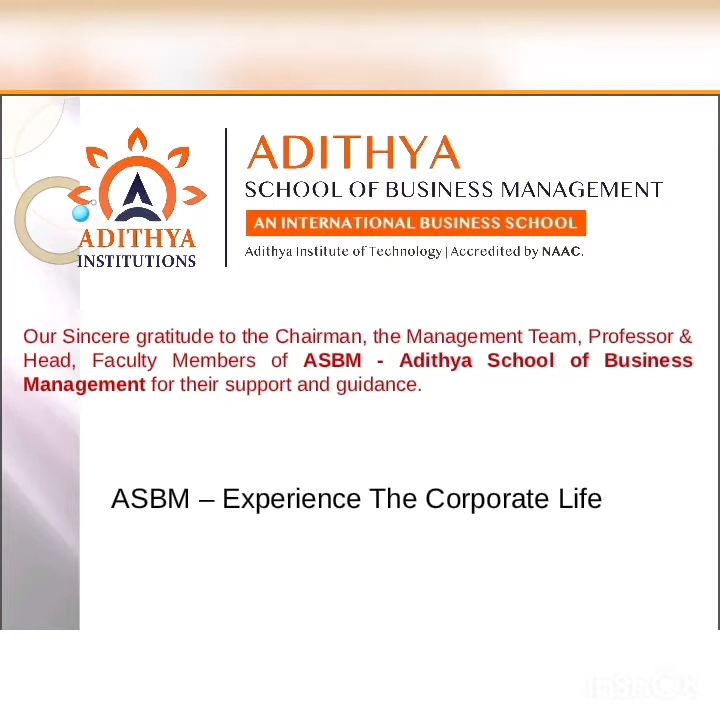 ADITHYA
SCHOOL OF BUSINESS MANAGEMENT
AN INTERNATIONAL BUSINESS SCHOOL
Adithya Institute of Technology | Accredited by NAAC.
ADITHYA
INSTITUTIONS
Our Sincere gratitude to the Chairman, the Management Team, Professor &
Head, Faculty Members of ASBM - Adithya School of Business
Management for their support and guidance.
ASBM – Experience The Corporate Life